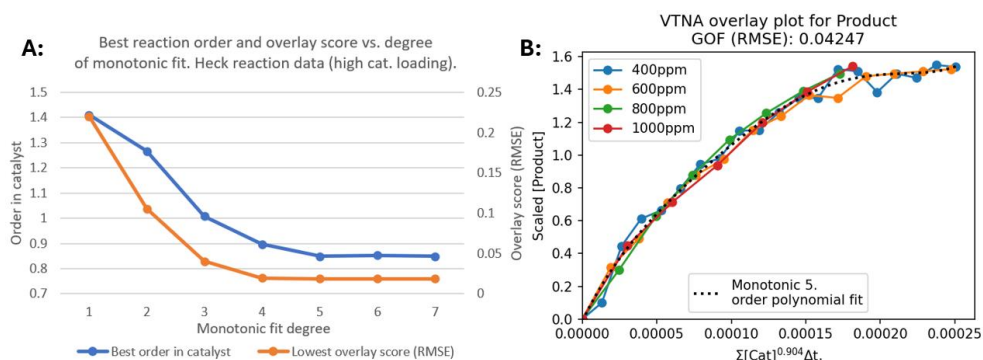 A:
Best reaction order and overlay score vs. degree
of monotonic fit. Heck reaction data (high cat. loading).
Order in catalyst
1.5
1.4
1.3
1.2
1.1
1
0.9
0.8
0.7
0.25
0.2
0.15
0.1
0.05
0
Overlay score (RMSE)
1 2 3 4 5 6 7
Monotonic fit degree
Best order in catalyst
Lowest overlay score (RMSE)
B:
VTNA overlay plot for Product
GOF (RMSE): 0.04247
Scaled [Product]
1.6
1.4
1.2
1.0
0.8
0.6
0.4
0.2
0.0
400ppm
600ppm
800ppm
1000ppm
Monotonic 5.
order polynomial fit
0.00000 0.00005 0.00010 0.00015 0.00020 0.00025
Σ[Cat]^0.904Δt.